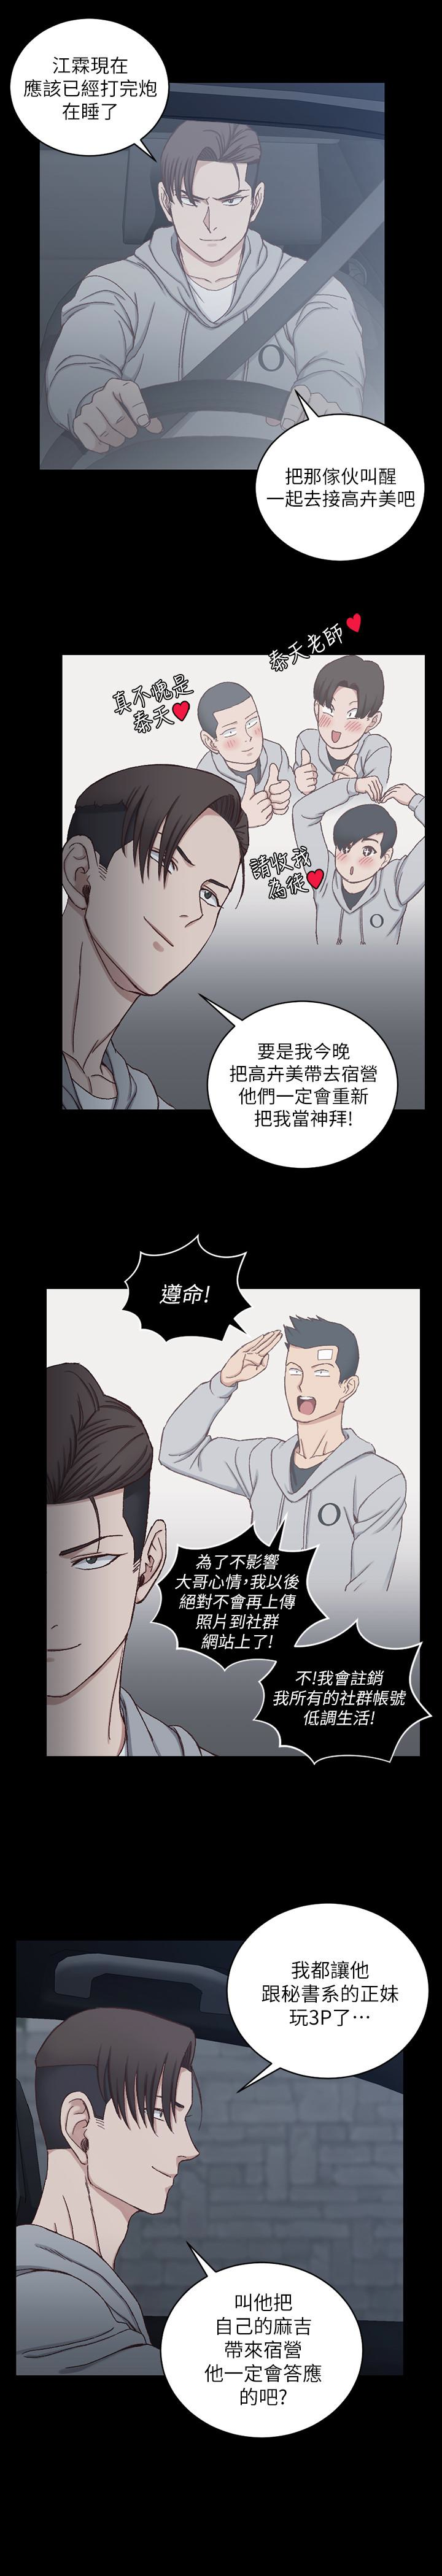 江霖現在
應該已經打完炮
在睡了
把那傢伙叫醒
一起去接高卉美吧
泰天老師
真不愧是
泰天
請收我
為徒
O
要是我今晚
把高卉美帶去宿營
他們一定會重新
把我當神拜!
遵命!
O
為了不影響
大哥心情,我以後
絕對不會再上傳
照片到社群
網站上了!
不!我會註銷
我所有的社群帳號
低調生活!
我都讓他
跟秘書系的正妹
玩3P了…
叫他把
自己的麻吉
帶來宿營
他一定會答應
的吧?